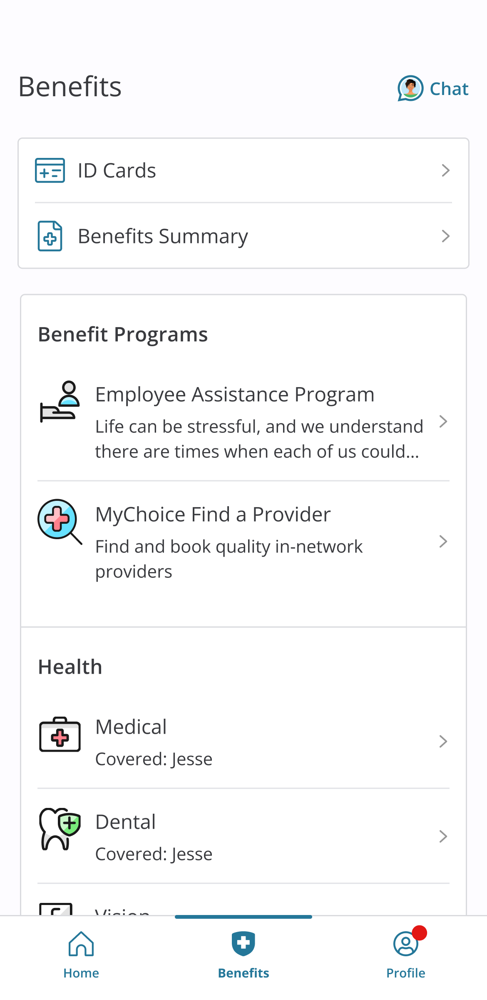 Benefits
Chat
ID Cards
Benefits Summary
Benefit Programs
Employee Assistance Program
Life can be stressful, and we understand
there are times when each of us could...
MyChoice Find a Provider
Find and book quality in-network
providers
Health
Medical
Covered: Jesse
Dental
Covered: Jesse
Vision
Home
Benefits
Profile